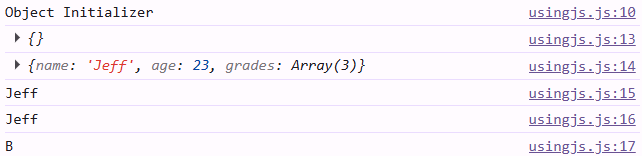 Object Initializer usingjs.js:10
▶ {} usingjs.js:13
▶ {name: 'Jeff', age: 23, grades: Array(3)} usingjs.js:14
Jeff usingjs.js:15
Jeff usingjs.js:16
B usingjs.js:17